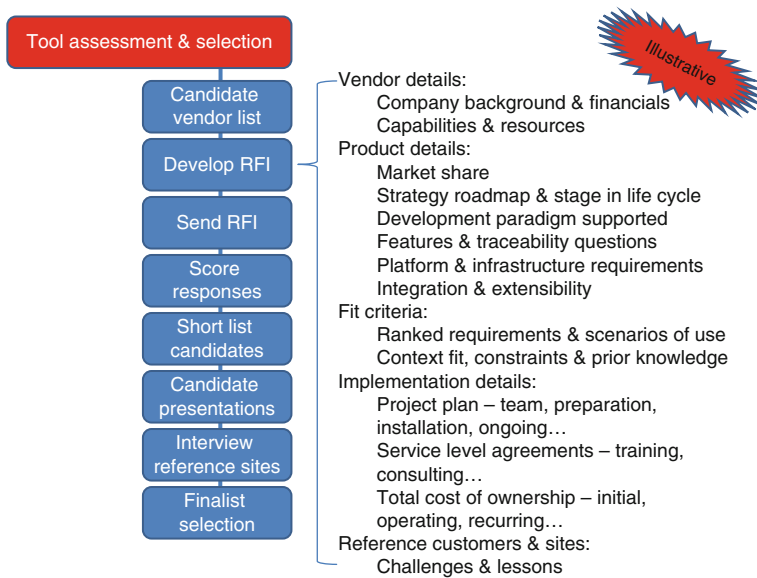 Tool assessment & selection
Illustrative
Candidate
vendor list
Develop RFI
Send RFI
Score
responses
Short list
candidates
Candidate
presentations
Interview
reference sites
Finalist
selection
Vendor details:
Company background & financials
Capabilities & resources
Product details:
Market share
Strategy roadmap & stage in life cycle
Development paradigm supported
Features & traceability questions
Platform & infrastructure requirements
Integration & extensibility
Fit criteria:
Ranked requirements & scenarios of use
Context fit, constraints & prior knowledge
Implementation details:
Project plan – team, preparation,
installation, ongoing…
Service level agreements – training,
consulting…
Total cost of ownership – initial,
operating, recurring…
Reference customers & sites:
Challenges & lessons